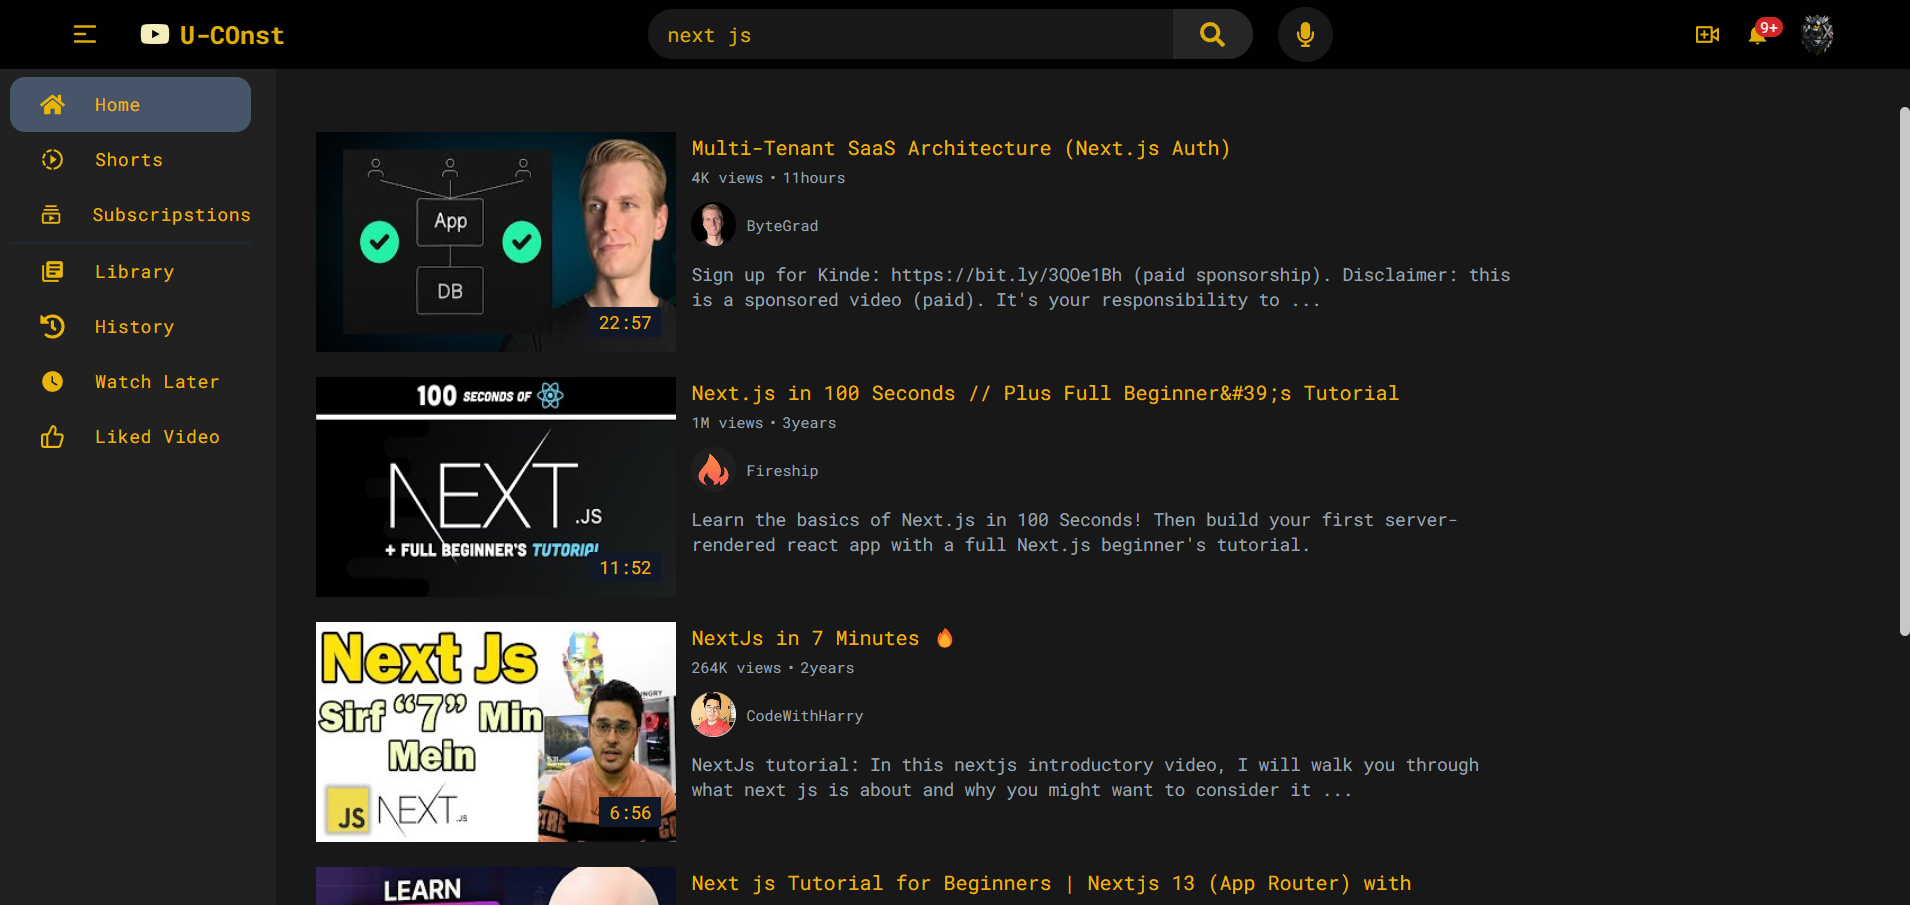 U-COnst
next js
9+
Home
Shorts
Subscripstions
Library
History
Watch Later
Liked Video
App
DB
22:57
Multi-Tenant SaaS Architecture (Next.js Auth)
4K views • 11hours
ByteGrad
Sign up for Kinde: https://bit.ly/3QOe1Bh (paid sponsorship). Disclaimer: this
is a sponsored video (paid). It's your responsibility to ...
100 SECONDS OF
NEXT.JS
+ FULL BEGINNER'S TUTORIAL
11:52
Next.js in 100 Seconds // Plus Full Beginner&#39;s Tutorial
1M views • 3years
Fireship
Learn the basics of Next.js in 100 Seconds! Then build your first server-
rendered react app with a full Next.js beginner's tutorial.
Next Js
Sirf “7” Min
Mein
JS NEXT.JS
6:56
NextJs in 7 Minutes 🔥
264K views • 2years
CodeWithHarry
NextJs tutorial: In this nextjs introductory video, I will walk you through
what next js is about and why you might want to consider it ...
LEARN
Next js Tutorial for Beginners | Nextjs 13 (App Router) with